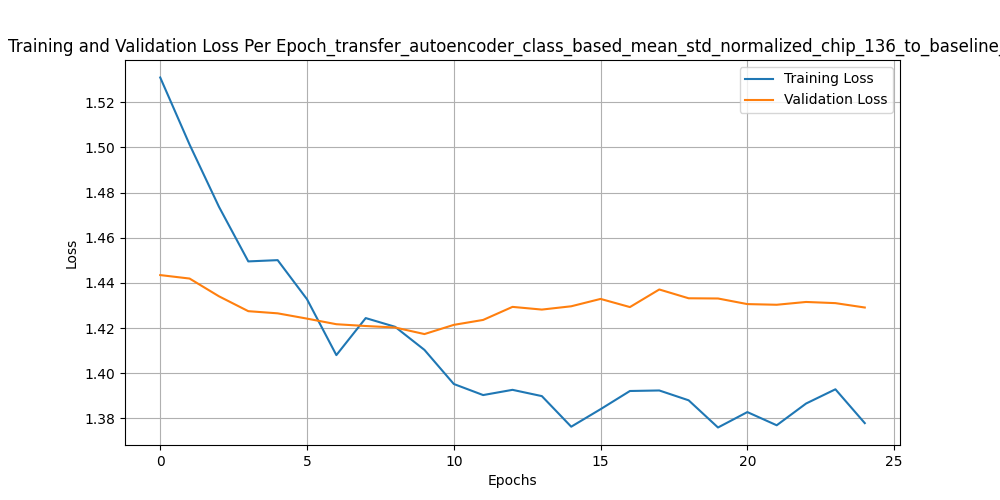 Training and Validation Loss Per Epoch_transfer_autoencoder_class_based_mean_std_normalized_chip_136_to_baseline_
Training Loss
Validation Loss
1.52
1.50
1.48
1.46
1.44
1.42
1.40
1.38
Loss
0
5
10
15
20
25
Epochs